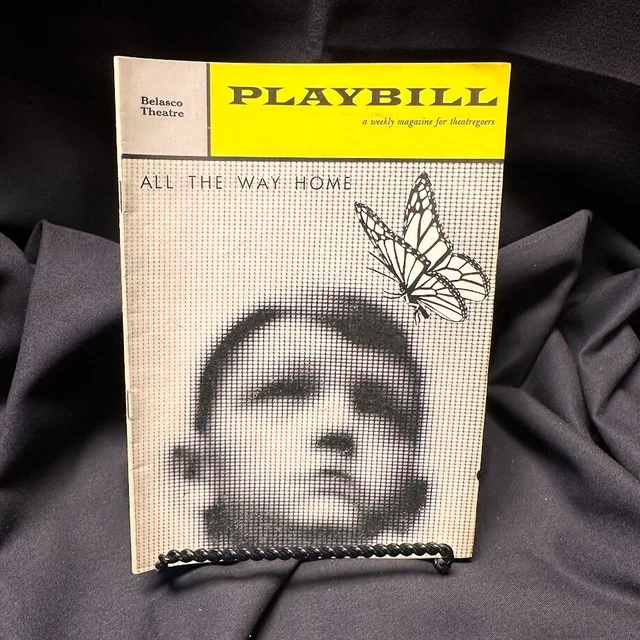 Belasco
Theatre
PLAYBILL
a weekly magazine for theatregoers
ALL THE WAY HOME